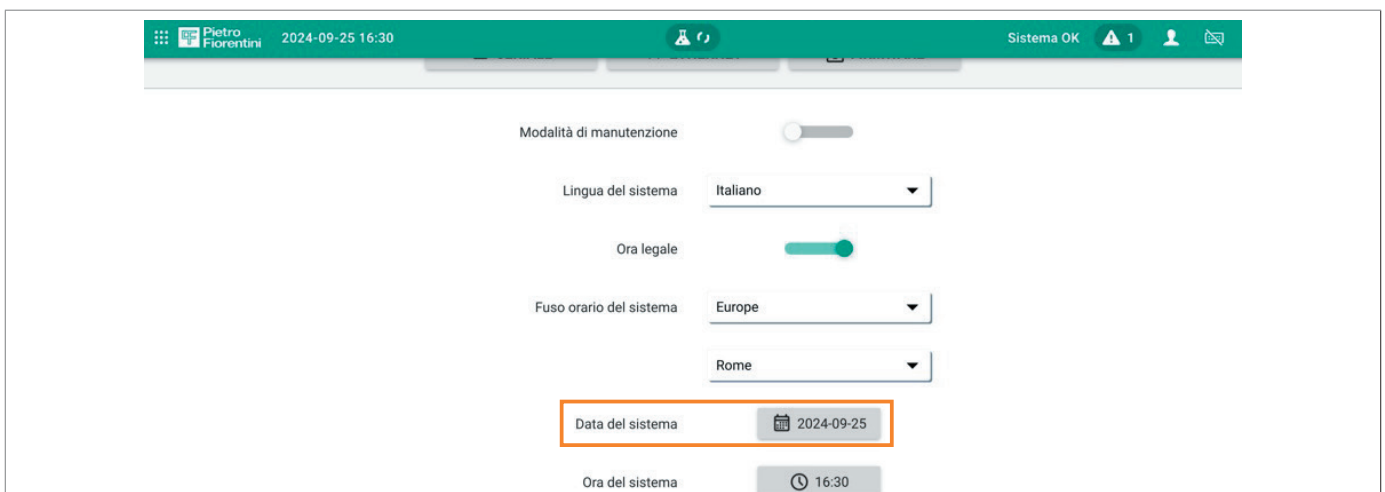 Pietro
Fiorentini
2024-09-25 16:30
Sistema OK
1
Modalità di manutenzione
Lingua del sistema
Italiano
Ora legale
Fuso orario del sistema
Europe
Rome
Data del sistema
2024-09-25
Ora del sistema
16:30